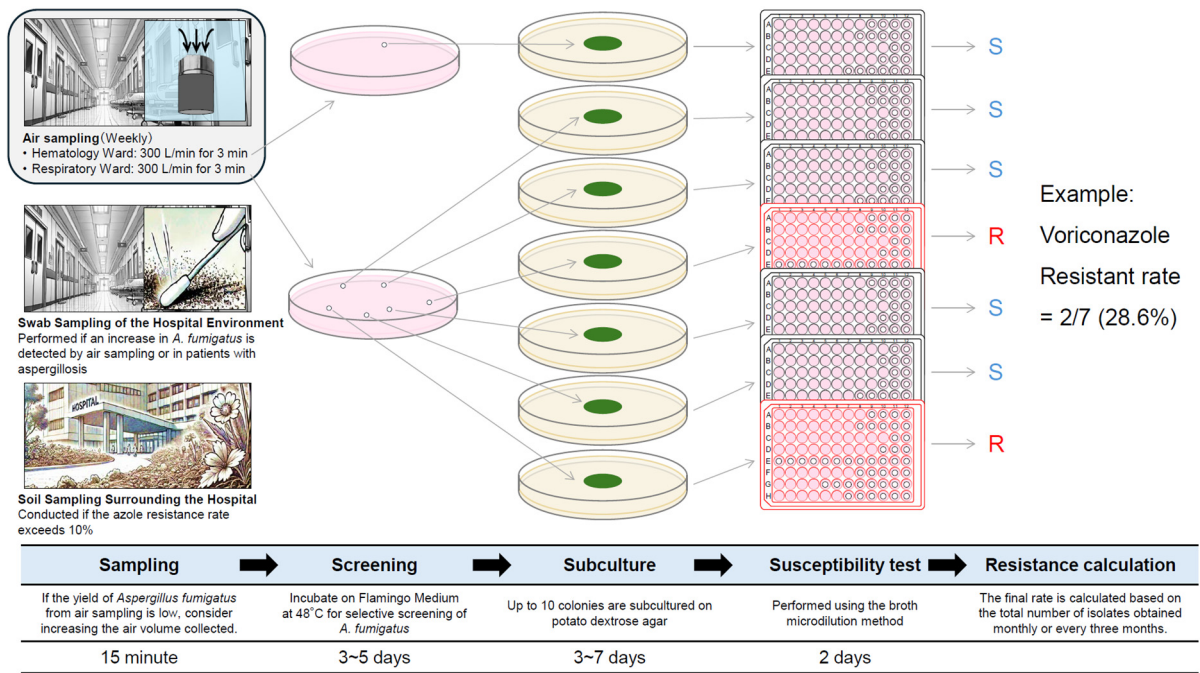 Air sampling(Weekly)
• Hematology Ward: 300 L/min for 3 min
• Respiratory Ward: 300 L/min for 3 min
Swab Sampling of the Hospital Environment
Performed if an increase in A. fumigatus is
detected by air sampling or in patients with
aspergillosis
HOSPITAL
Soil Sampling Surrounding the Hospital
Conducted if the azole resistance rate
exceeds 10%
A
B
C
D
E
S
A
B
C
D
E
S
A
B
C
D
E
S
A
B
C
D
E
R
A
B
C
D
E
S
A
B
C
D
E
S
A
B
C
D
E
F
G
H
R
Example:
Voriconazole
Resistant rate
= 2/7 (28.6%)
Sampling
Screening
Subculture
Susceptibility test
Resistance calculation
If the yield of Aspergillus fumigatus
from air sampling is low, consider
increasing the air volume collected.
Incubate on Flamingo Medium
at 48˚C for selective screening of
A. fumigatus
Up to 10 colonies are subcultured on
potato dextrose agar
Performed using the broth
microdilution method
The final rate is calculated based on
the total number of isolates obtained
monthly or every three months.
15 minute
3~5 days
3~7 days
2 days